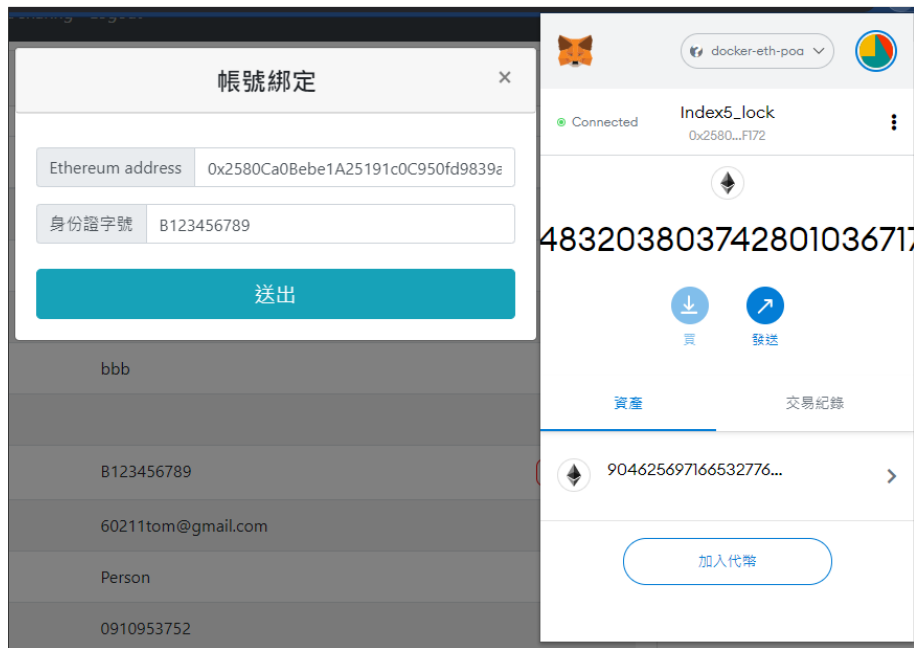 帳號綁定
×
Ethereum address 0x2580Ca0Bebe1A25191c0C950fd9839a
身份證字號 B123456789
送出
bbb
B123456789
60211tom@gmail.com
Person
0910953752
docker-eth-poa
Connected
Index5_lock
0x2580...F172
483203803742801036717
買
發送
資產
交易紀錄
904625697166532776...
加入代幣